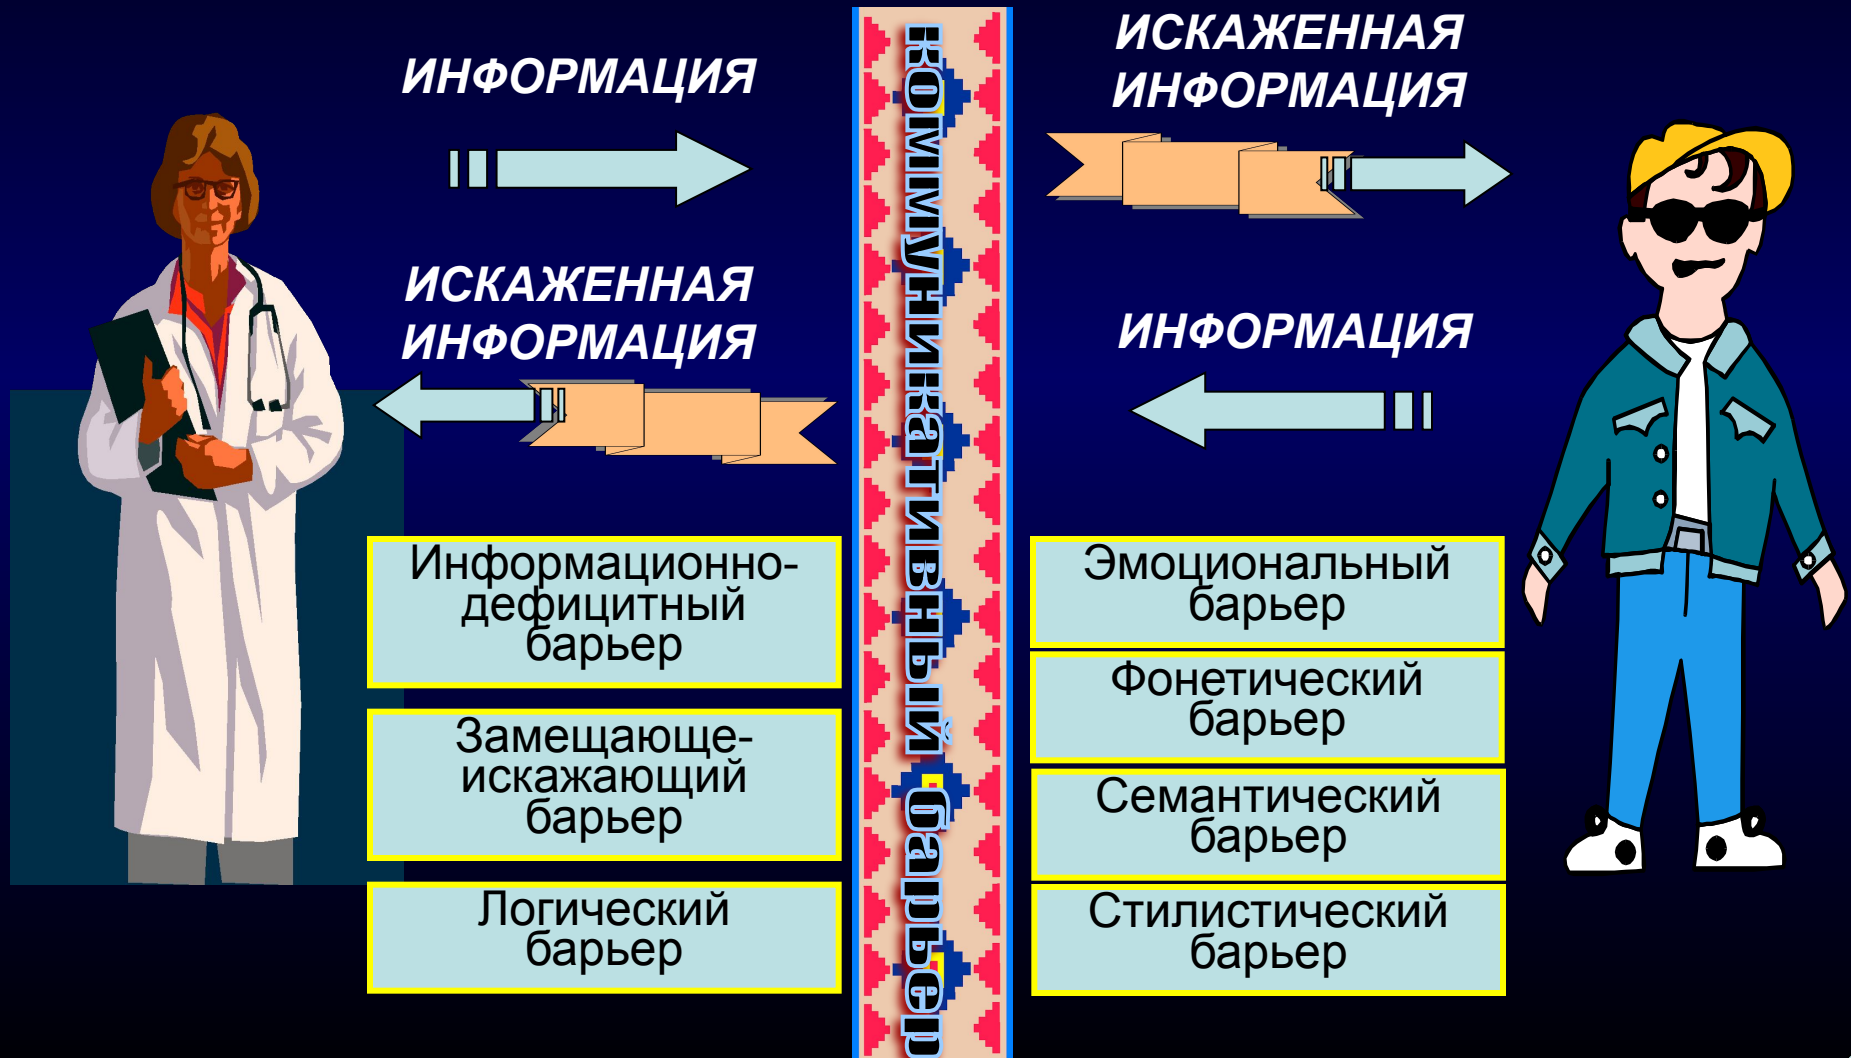 ИНФОРМАЦИЯ
ИСКАЖЕННАЯ
ИНФОРМАЦИЯ
Информационно-
дефицитный
барьер
Замещающе-
искажающий
барьер
Логический
барьер
коммуникативный барьер
ИСКАЖЕННАЯ
ИНФОРМАЦИЯ
ИНФОРМАЦИЯ
Эмоциональный
барьер
Фонетический
барьер
Семантический
барьер
Стилистический
барьер